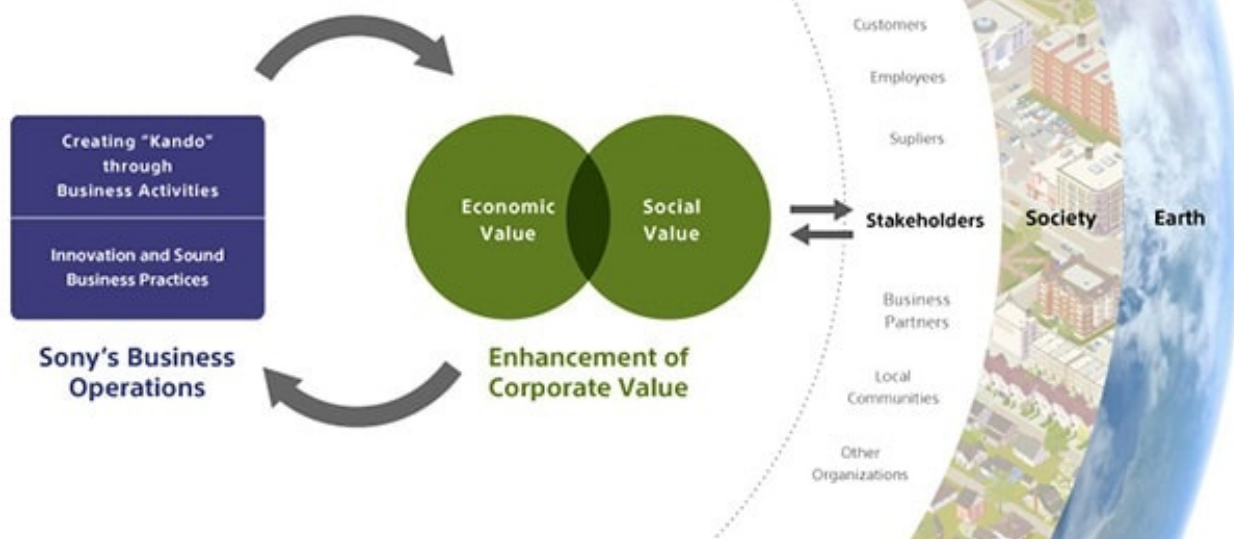 Creating "Kando"
through
Business Activities
Innovation and Sound
Business Practices
Sony's Business
Operations
Economic
Value
Social
Value
Enhancement of
Corporate Value
Customers
Employees
Supliers
Stakeholders
Business
Partners
Local
Communities
Other
Organizations
Society
Earth